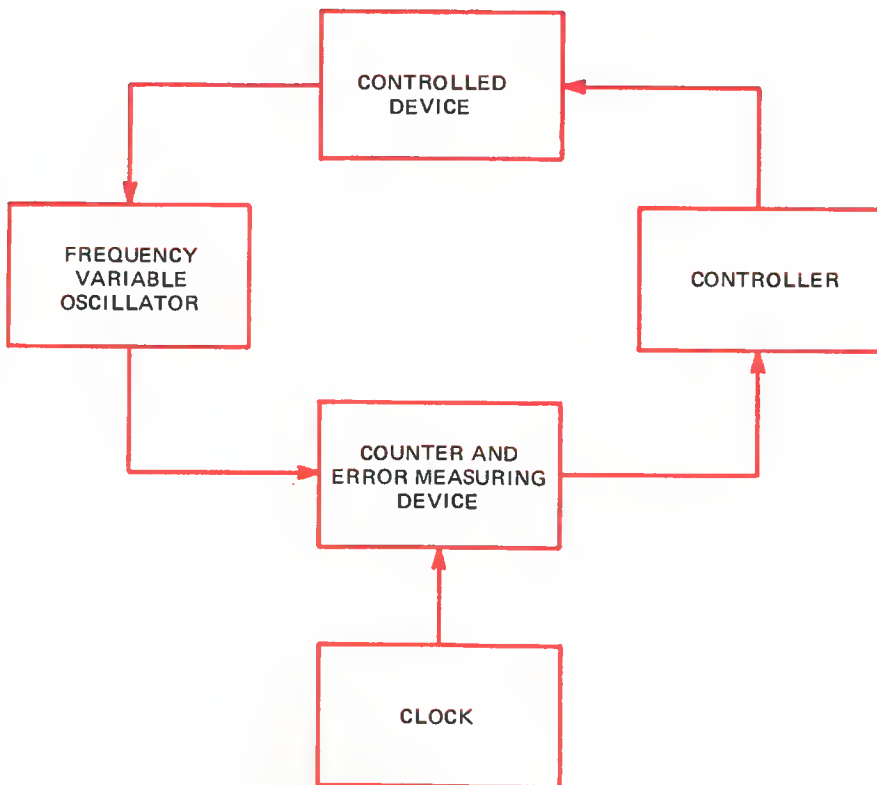 CONTROLLED
DEVICE
FREQUENCY
VARIABLE
OSCILLATOR
CONTROLLER
COUNTER AND
ERROR MEASURING
DEVICE
CLOCK